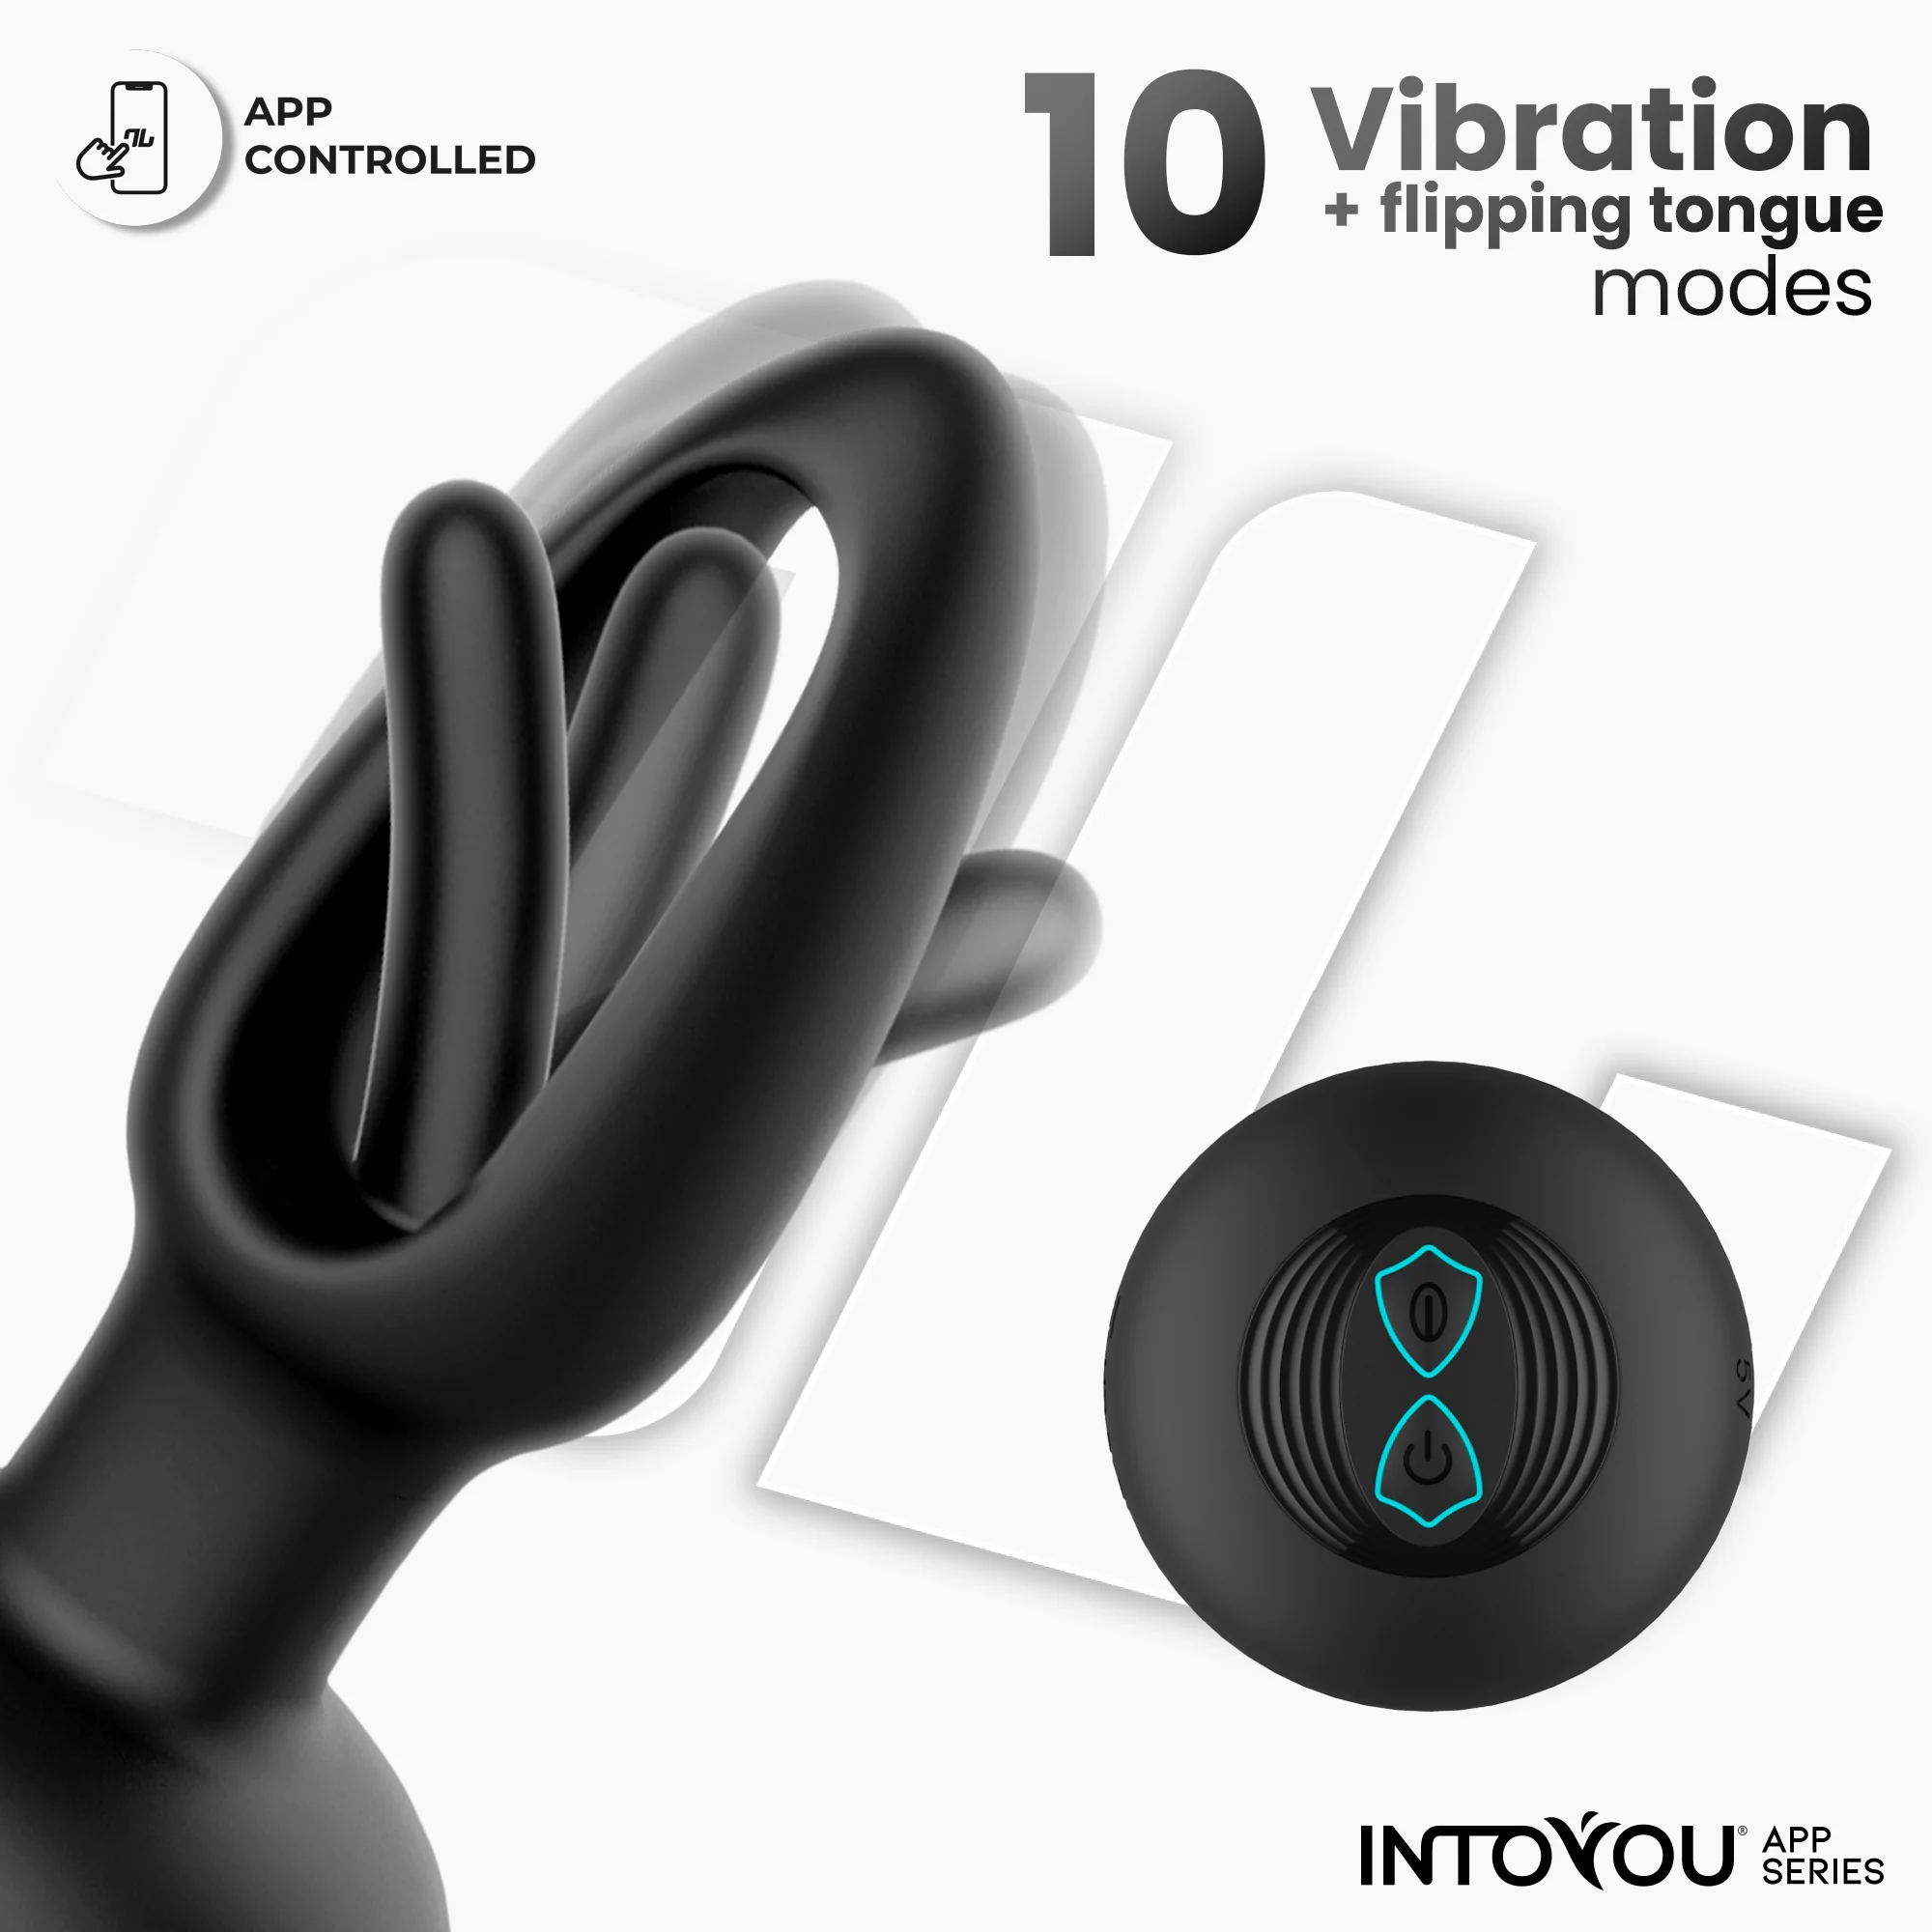 APP
CONTROLLED
10 Vibration
+ flipping tongue
modes
5V
INTOYOU® APP
SERIES